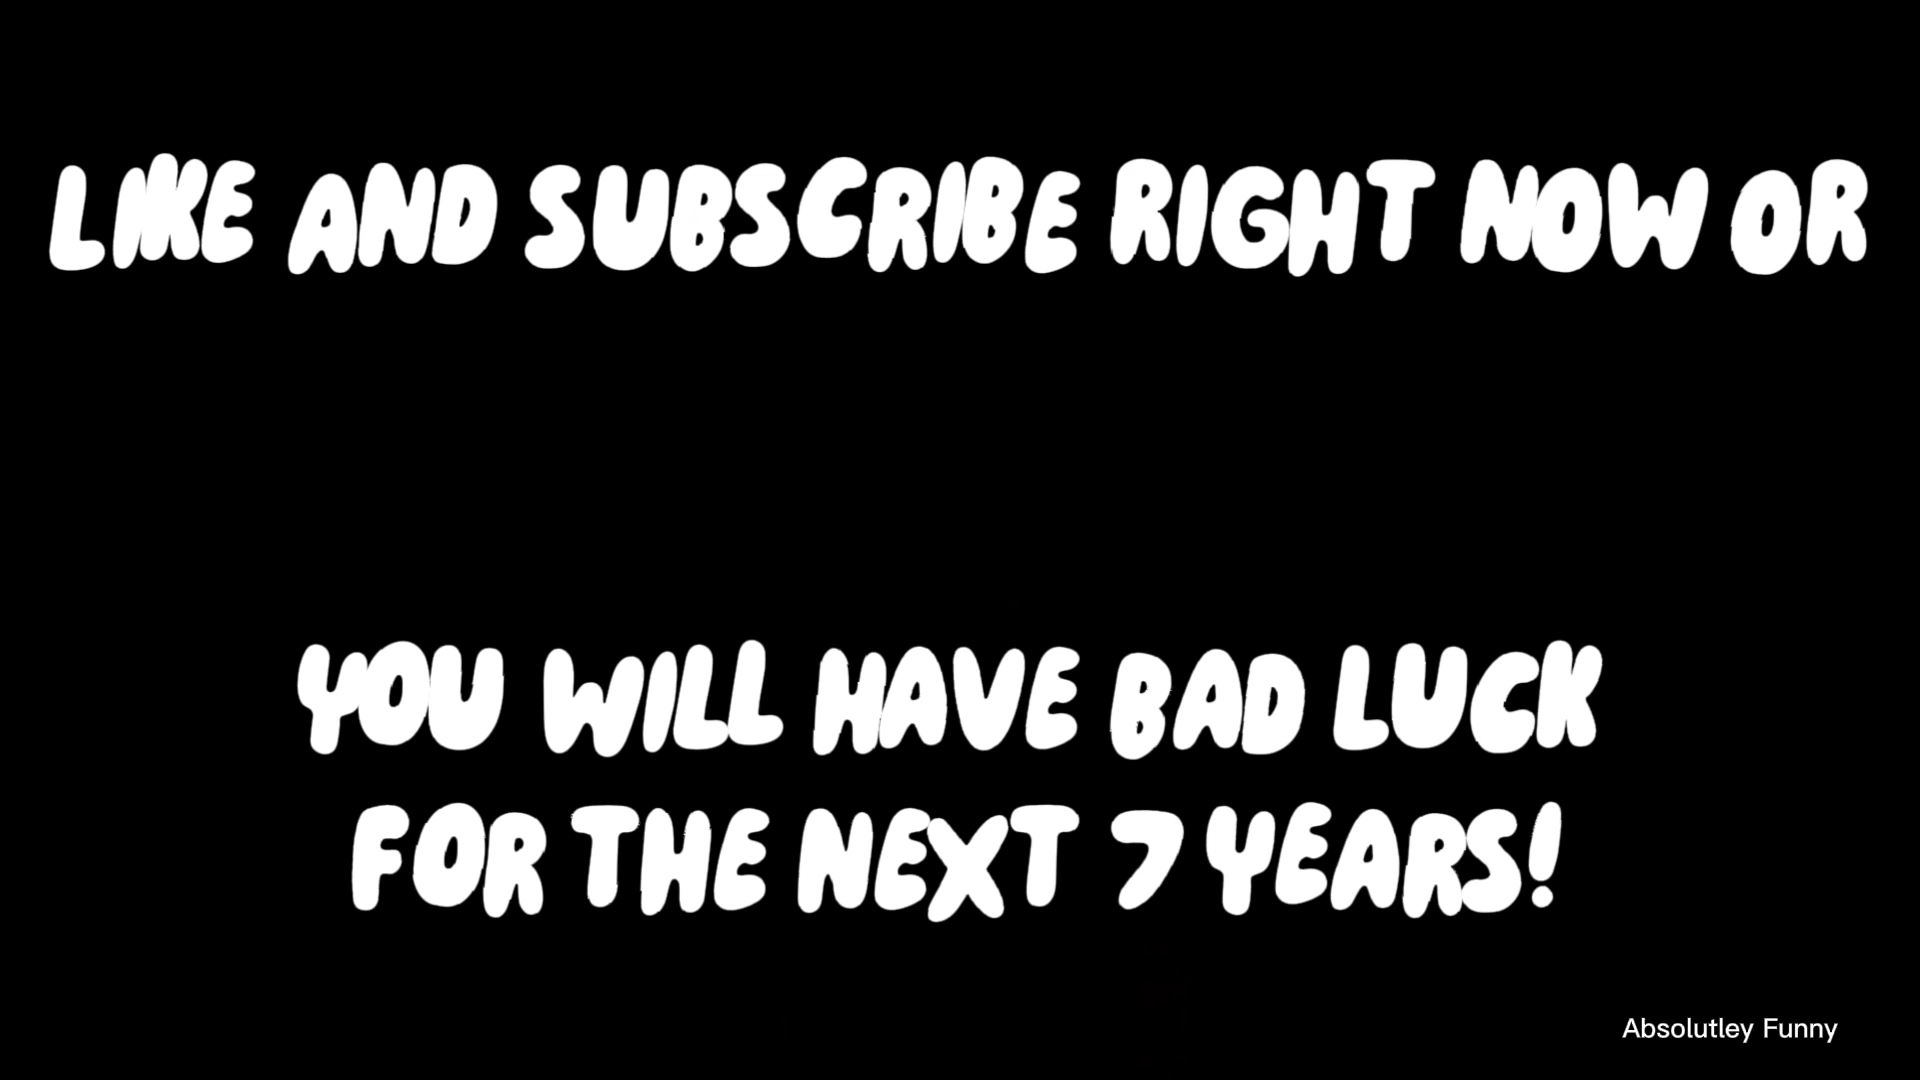 LIKE AND SUBSCRIBE RIGHT NOW OR
YOU WILL HAVE BAD LUCK
FOR THE NEXT 7 YEARS!
Absolutley Funny